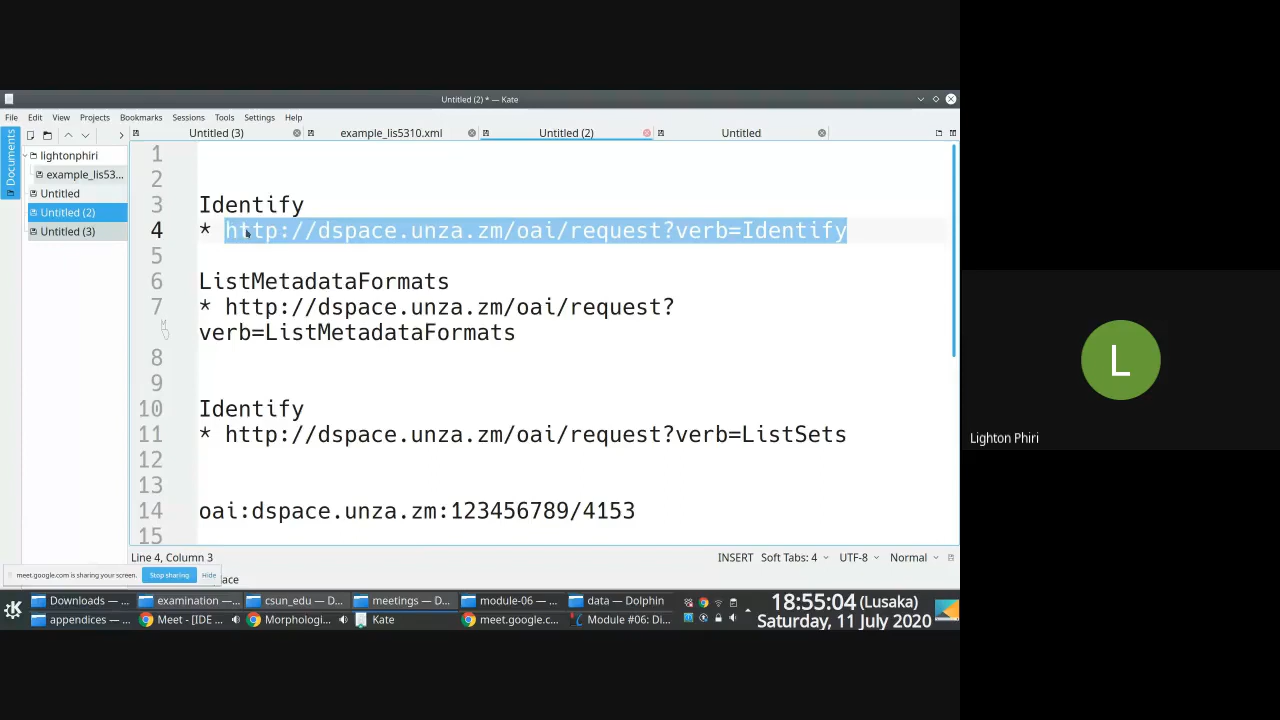 Untitled (2) * — Kate
File Edit View Projects Bookmarks Sessions Tools Settings Help
Untitled (3) example_lis5310.xml Untitled (2) Untitled
Documents
lightonphiri
example_lis53...
Untitled
Untitled (2)
Untitled (3)
1
2
3 Identify
4 * http://dspace.unza.zm/oai/request?verb=Identify
5
6 ListMetadataFormats
7 * http://dspace.unza.zm/oai/request?
verb=ListMetadataFormats
8
9
10 Identify
11 * http://dspace.unza.zm/oai/request?verb=ListSets
12
13
14 oai:dspace.unza.zm:123456789/4153
15
Line 4, Column 3 INSERT Soft Tabs: 4 UTF-8 Normal
meet.google.com is sharing your screen. Stop sharing Hide
ace
Downloads — ... examination —... csun_edu — D... meetings — D... module-06 — ... data — Dolphin
appendices — ... Meet - [IDE ... Morphologi... Kate meet.google.c... Module #06: Di...
18:55:04 (Lusaka)
Saturday, 11 July 2020
L
Lighton Phiri